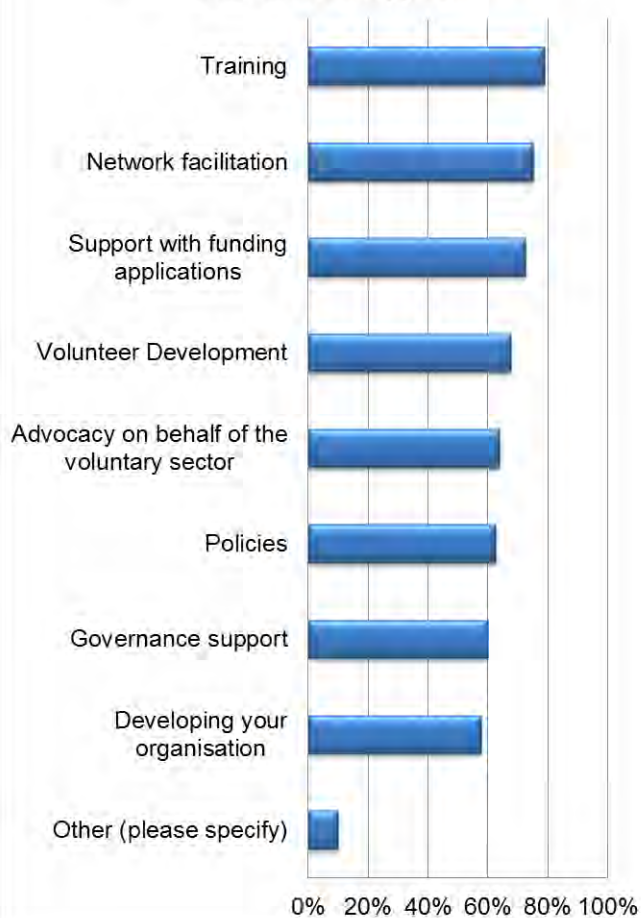 Training
Network facilitation
Support with funding
applications
Volunteer Development
Advocacy on behalf of the
voluntary sector
Policies
Governance support
Developing your
organisation
Other (please specify)
0% 20% 40% 60% 80% 100%